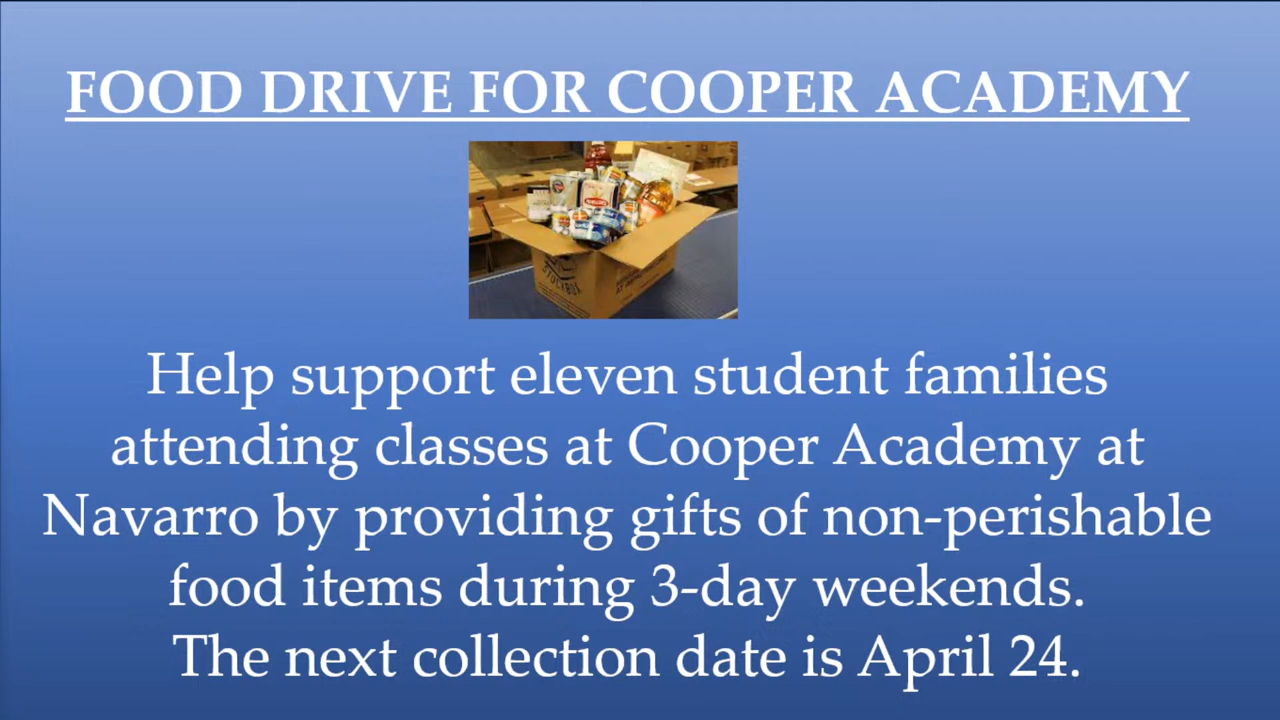 FOOD DRIVE FOR COOPER ACADEMY
Help support eleven student families
attending classes at Cooper Academy at
Navarro by providing gifts of non-perishable
food items during 3-day weekends.
The next collection date is April 24.